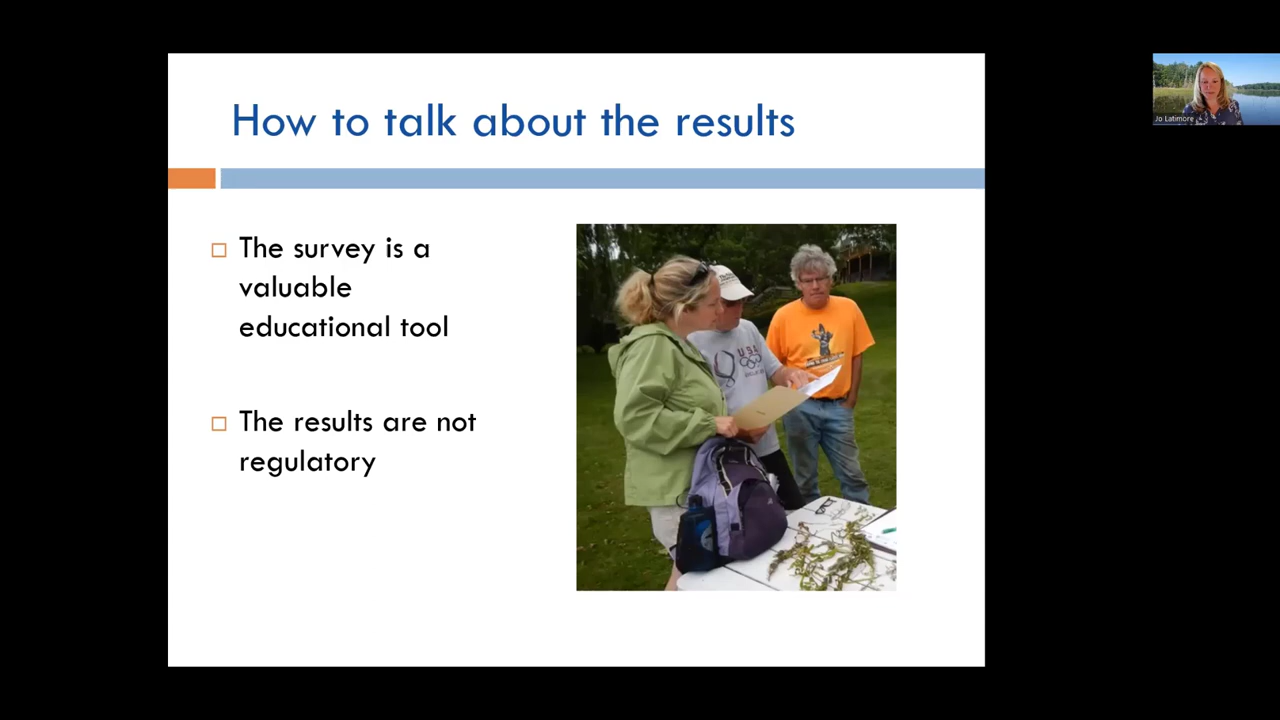 How to talk about the results
The survey is a
valuable
educational tool
The results are not
regulatory
USA
Jo Latimore